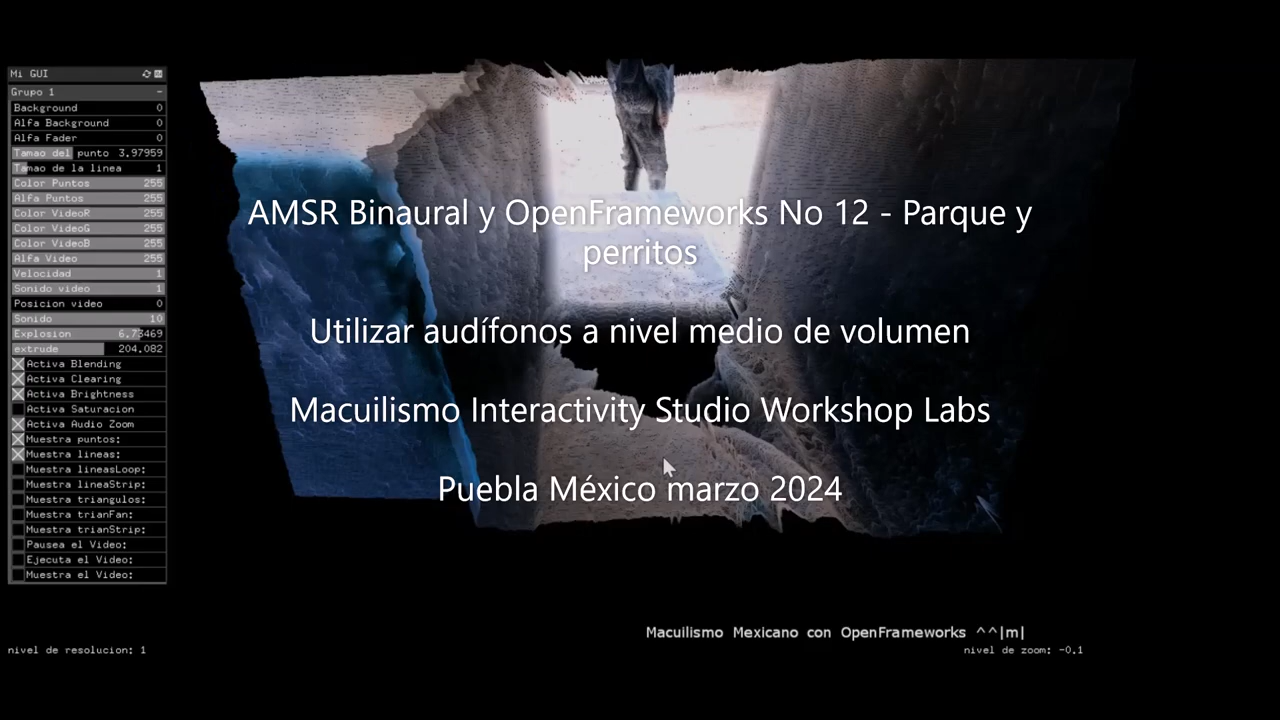 Mi GUI
Grupo 1 -
Background 0
Alfa Background 0
Alfa Fader 0
Tamao del punto 3.97959
Tamao de la linea 1
Color Puntos 255
Alfa Puntos 255
Color VideoR 255
Color VideoG 255
Color VideoB 255
Alfa Video 255
Velocidad 1
Sonido video 1
Posicion video 0
Sonido 10
Explosion 6.73469
extrude 204.082
Activa Blending
Activa Clearing
Activa Brightness
Activa Saturacion
Activa Audio Zoom
Muestra puntos:
Muestra lineas:
Muestra lineasLoop:
Muestra lineaStrip:
Muestra triangulos:
Muestra trianFan:
Muestra trianStrip:
Pausea el Video:
Ejecuta el Video:
Muestra el Video:
AMSR Binaural y OpenFrameworks No 12 - Parque y
perritos
Utilizar audífonos a nivel medio de volumen
Macuilismo Interactivity Studio Workshop Labs
Puebla México marzo 2024
Macuilismo Mexicano con OpenFrameworks ^^|m|
nivel de resolucion: 1
nivel de zoom: -0.1